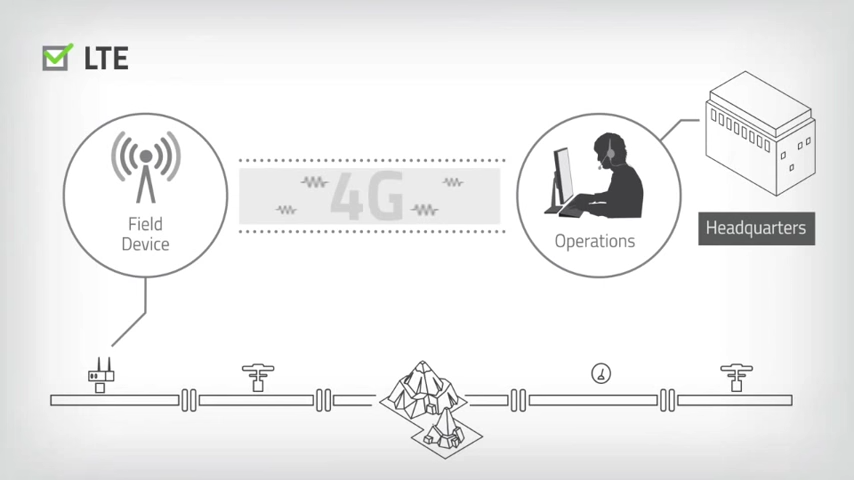 LTE
4G
Field
Device
Operations
Headquarters